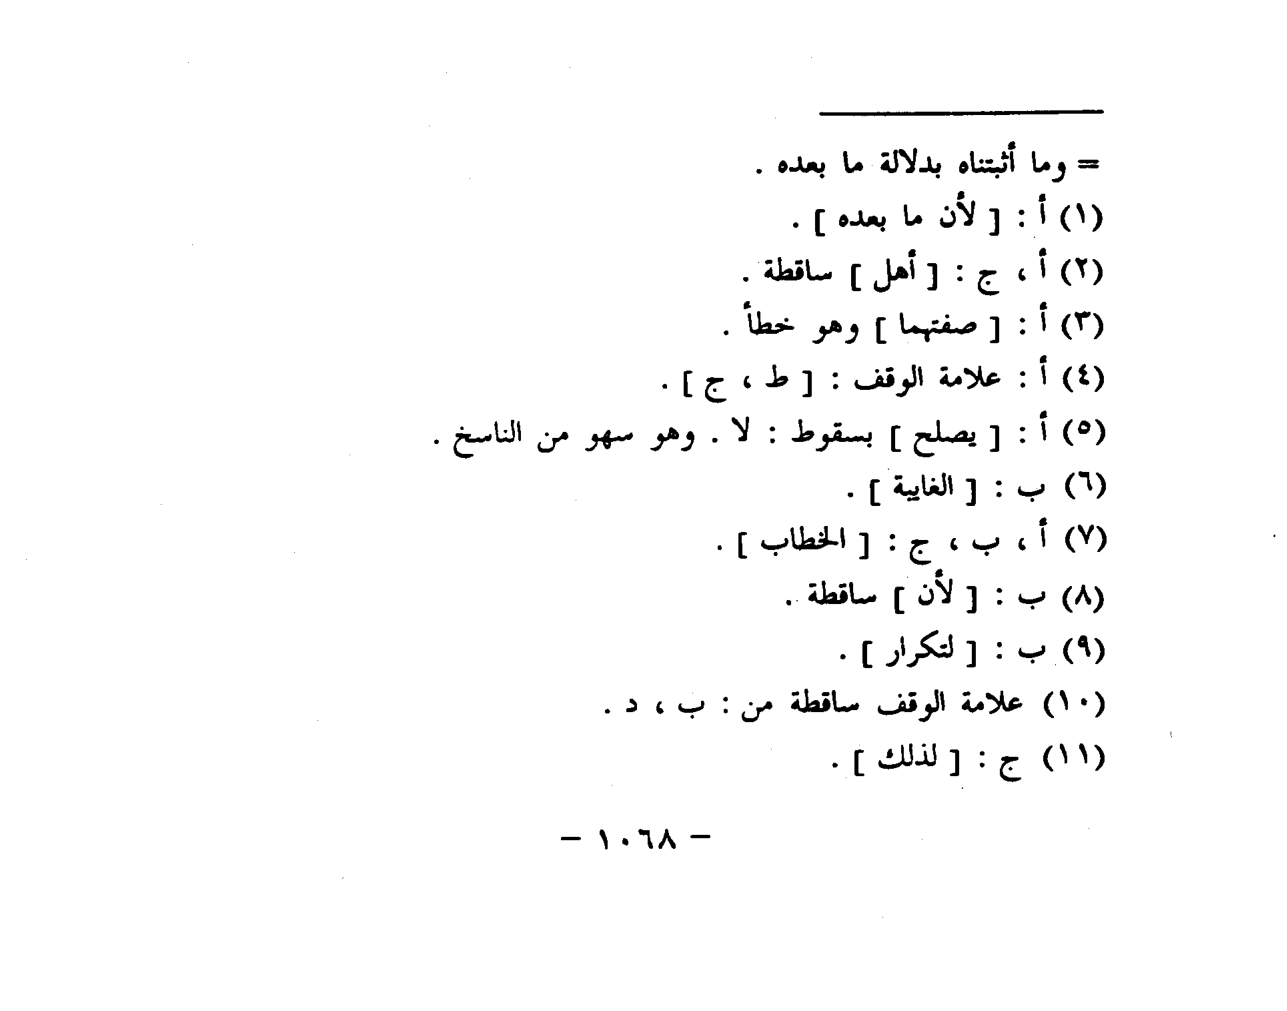 = وما أثبتناه بدلالة ما بعده .
(١) أ : [ لأن ما بعده ] .
(٢) أ ، ج : [ أهل ] ساقطة .
(٣) أ : [ صفتهما ] وهو خطأ .
(٤) أ : علامة الوقف : [ ط ، ج ] .
(٥) أ : [ يصلح ] بسقوط : لا . وهو سهو من الناسخ .
(٦) ب : [ الغايبة ] .
(٧) أ ، ب ، ج : [ الخطاب ] .
(٨) ب : [ لأن ] ساقطة .
(٩) ب : [ لتكرار ] .
(١٠) علامة الوقف ساقطة من : ب ، د .
(١١) ج : [ لذلك ] .
– ١٠٦٨ –